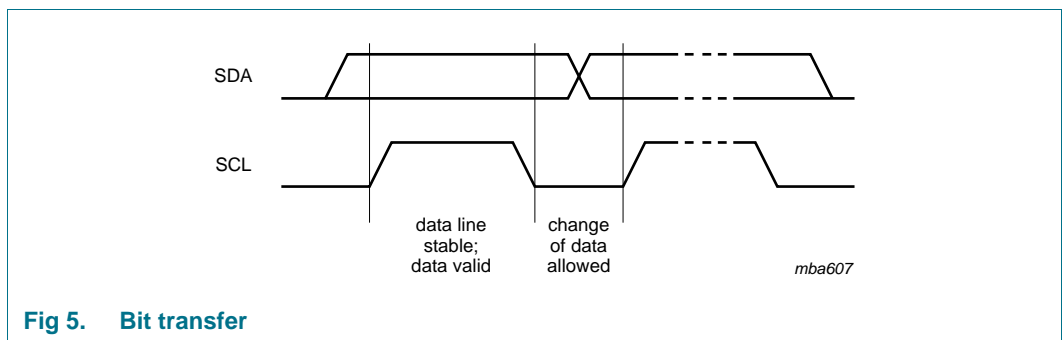 SDA
SCL
data line
stable;
data valid
change
of data
allowed
mba607
Fig 5. Bit transfer